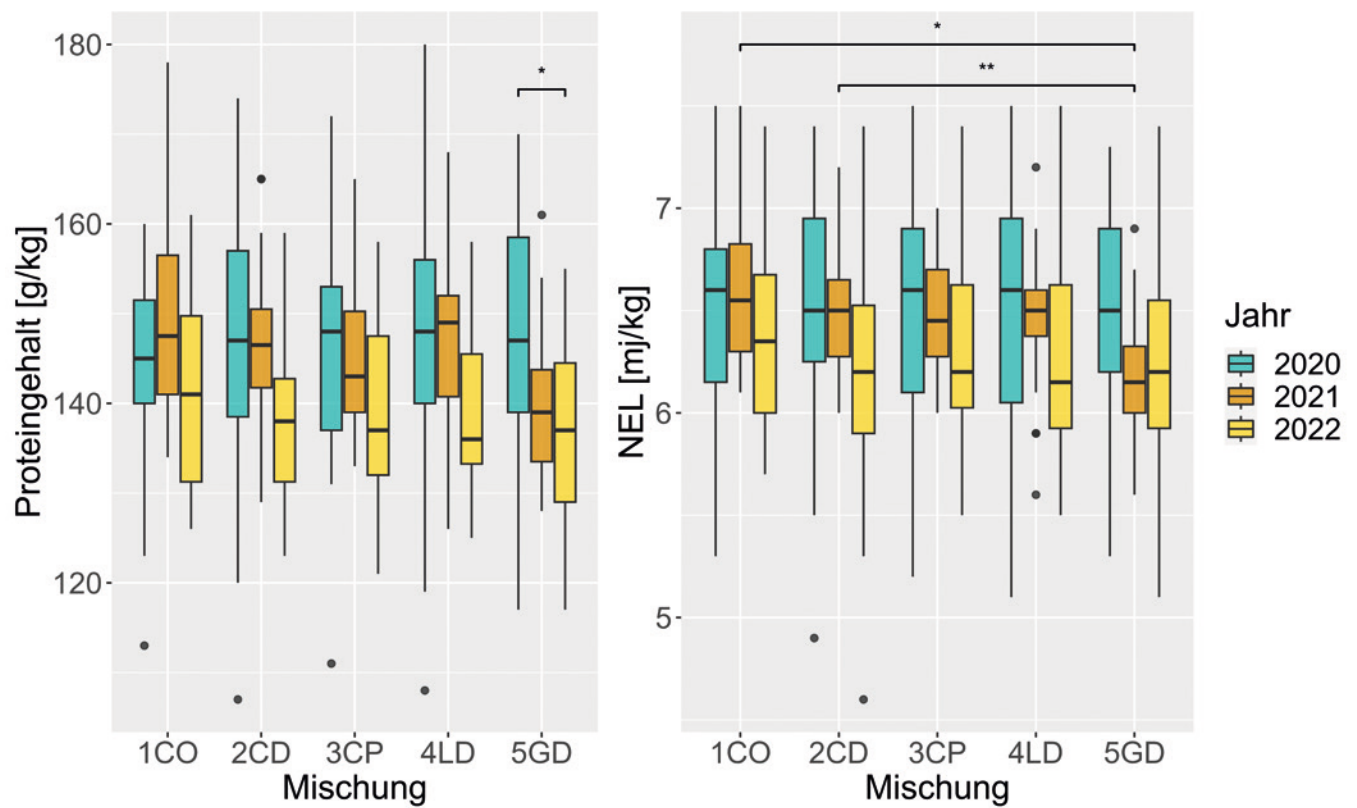 Proteingehalt [g/kg]
180
160
140
120
*
1CO 2CD 3CP 4LD 5GD
Mischung
NEL [mj/kg]
7
6
5
*
**
1CO 2CD 3CP 4LD 5GD
Mischung
Jahr
2020
2021
2022